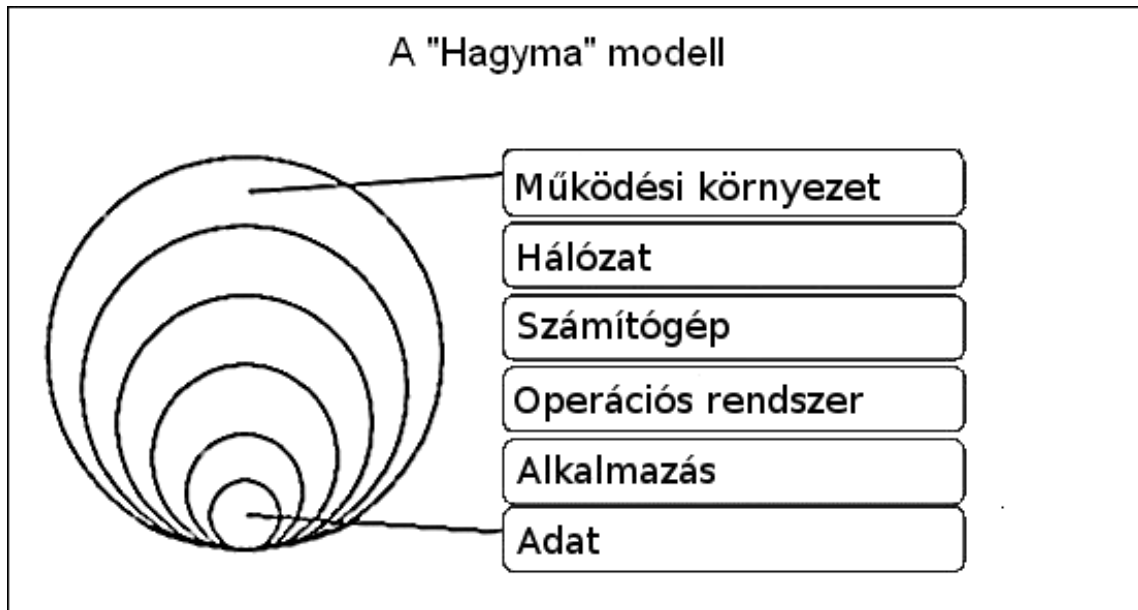 A "Hagyma" modell
Működési környezet
Hálózat
Számítógép
Operációs rendszer
Alkalmazás
Adat